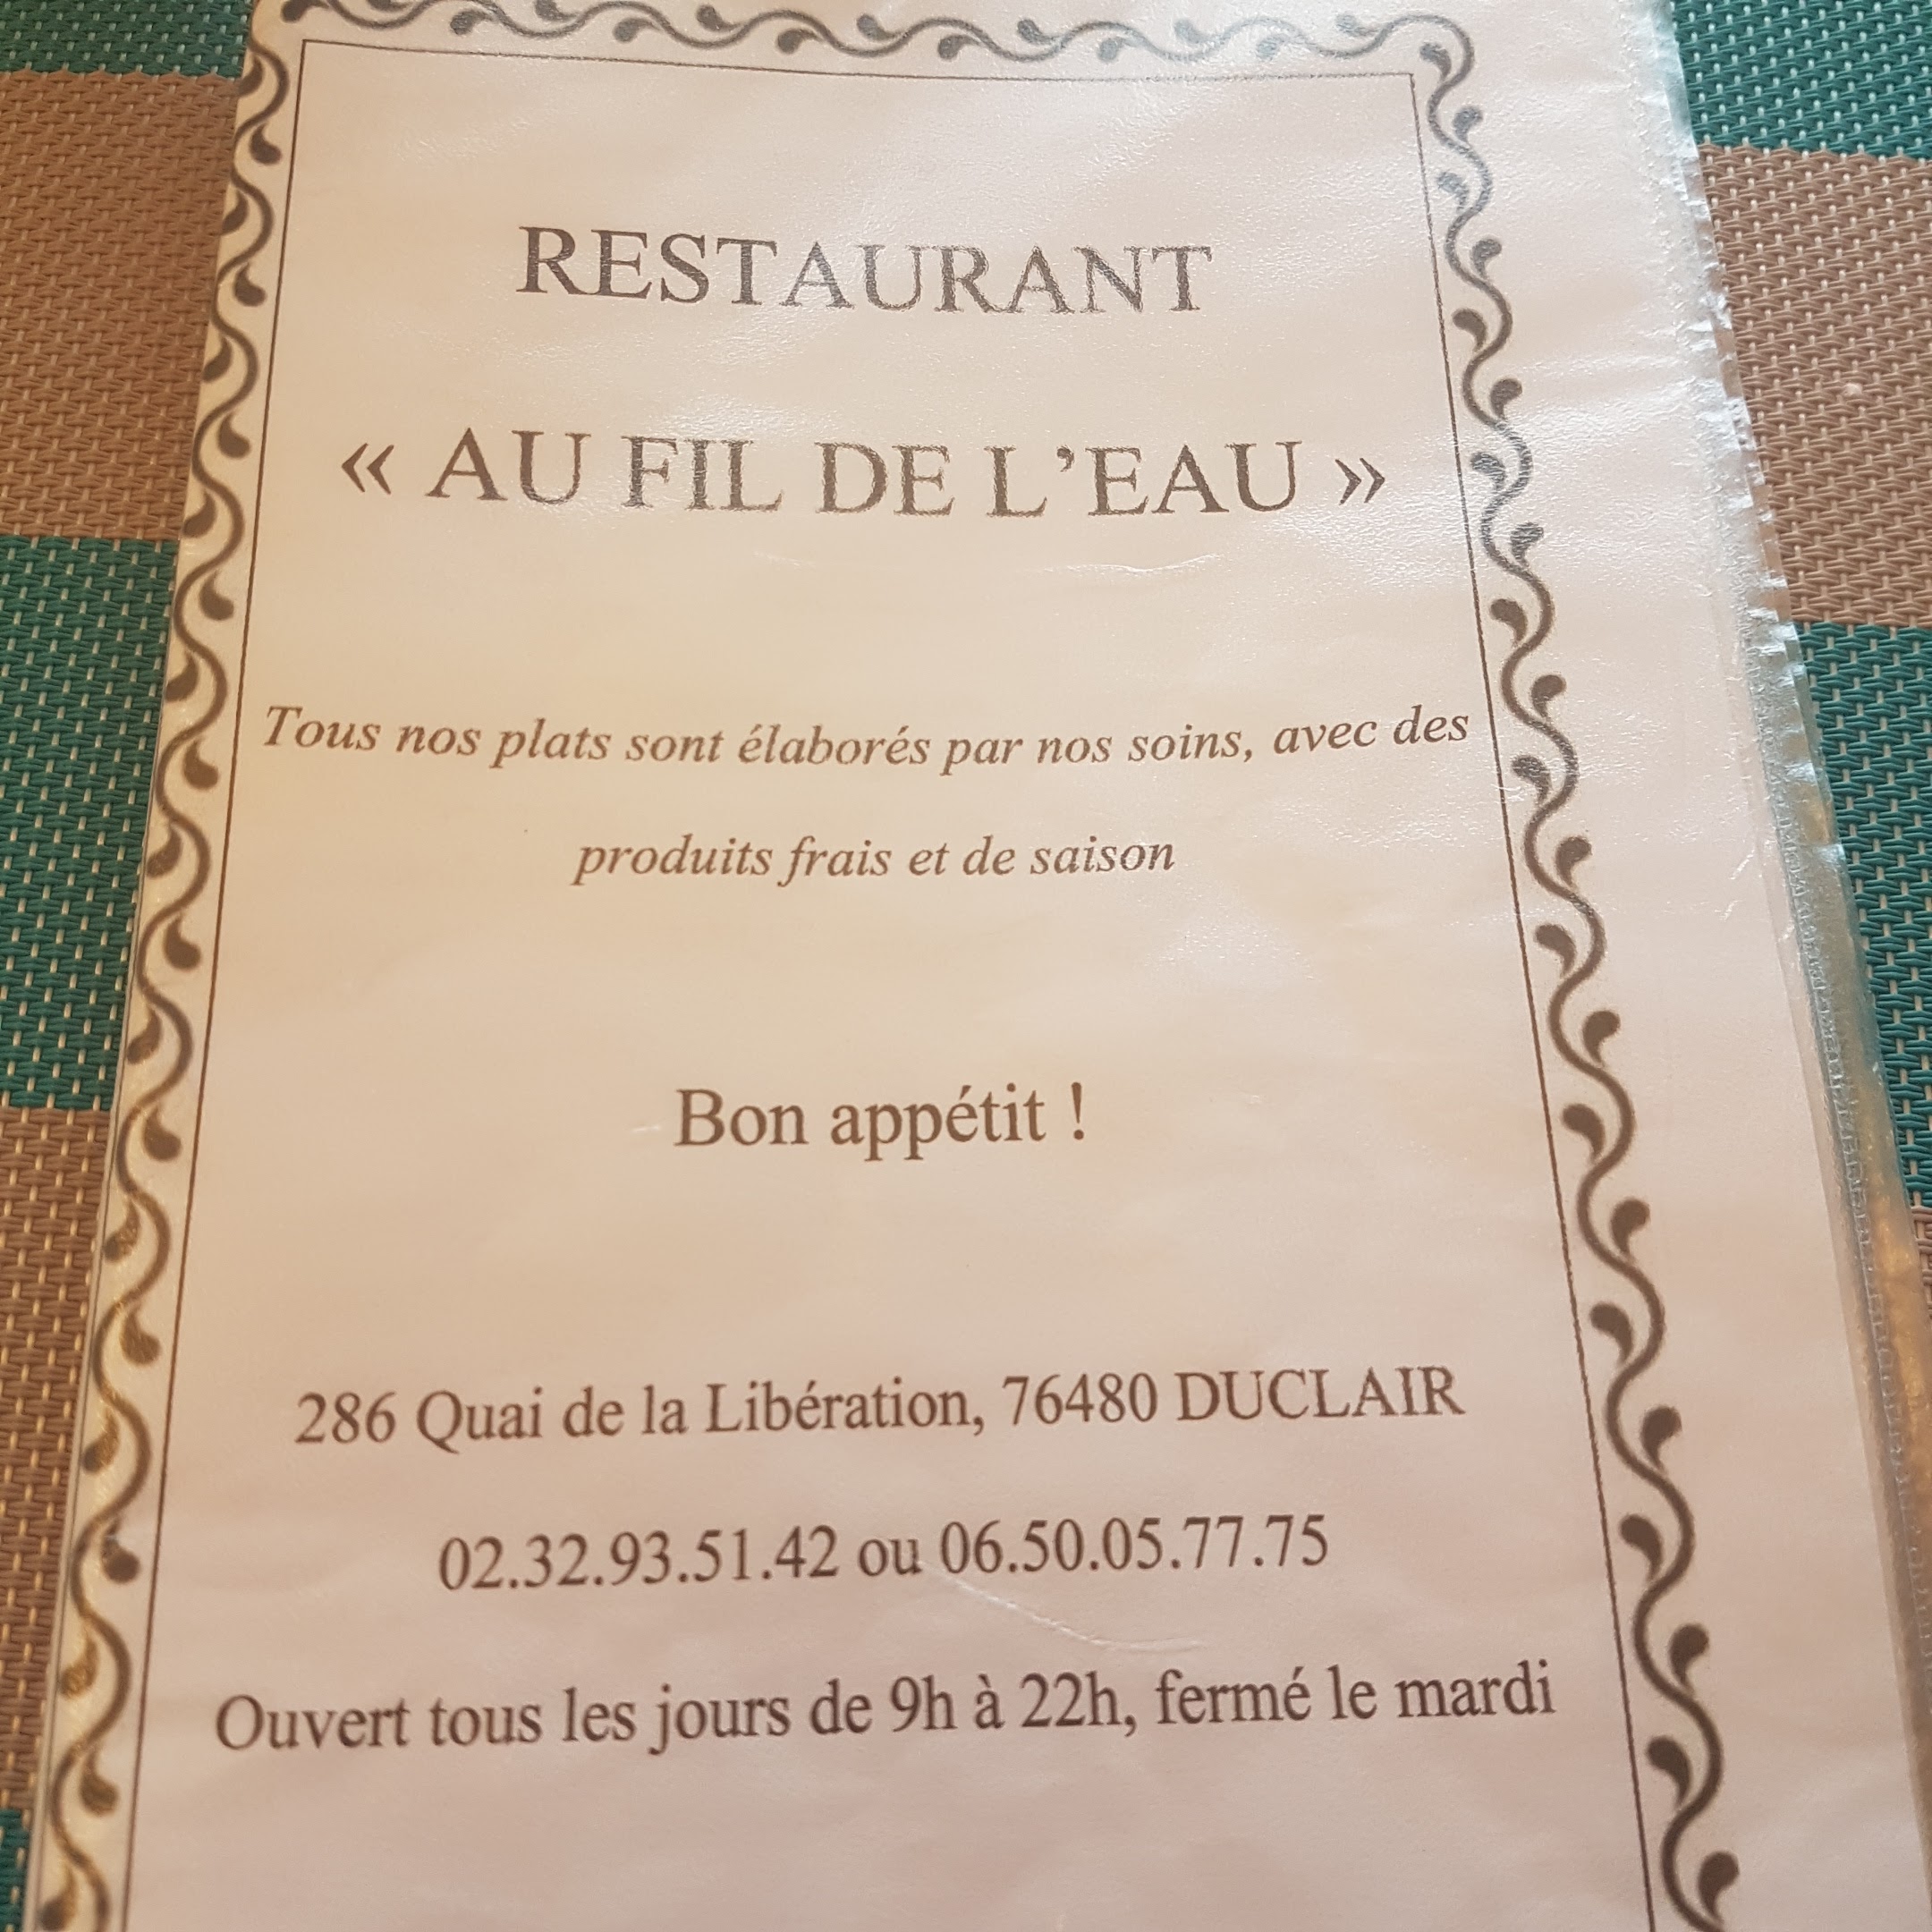 RESTAURANT
« AU FIL DE L’EAU »
Tous nos plats sont élaborés par nos soins, avec des
produits frais et de saison
Bon appétit !
286 Quai de la Libération, 76480 DUCLAIR
02.32.93.51.42 ou 06.50.05.77.75
Ouvert tous les jours de 9h à 22h, fermé le mardi